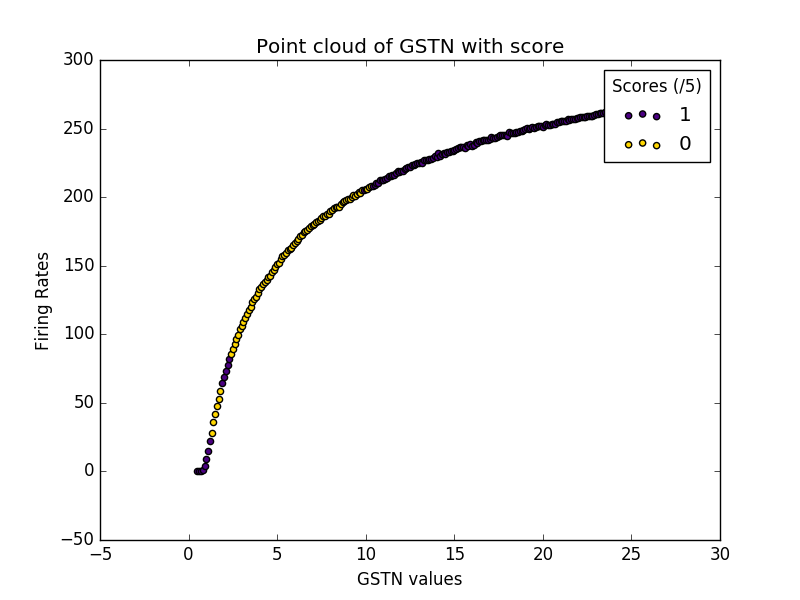 Point cloud of GSTN with score
300
250
200
150
100
50
0
−50
Firing Rates
Scores (/5)
1
0
−5 0 5 10 15 20 25 30
GSTN values